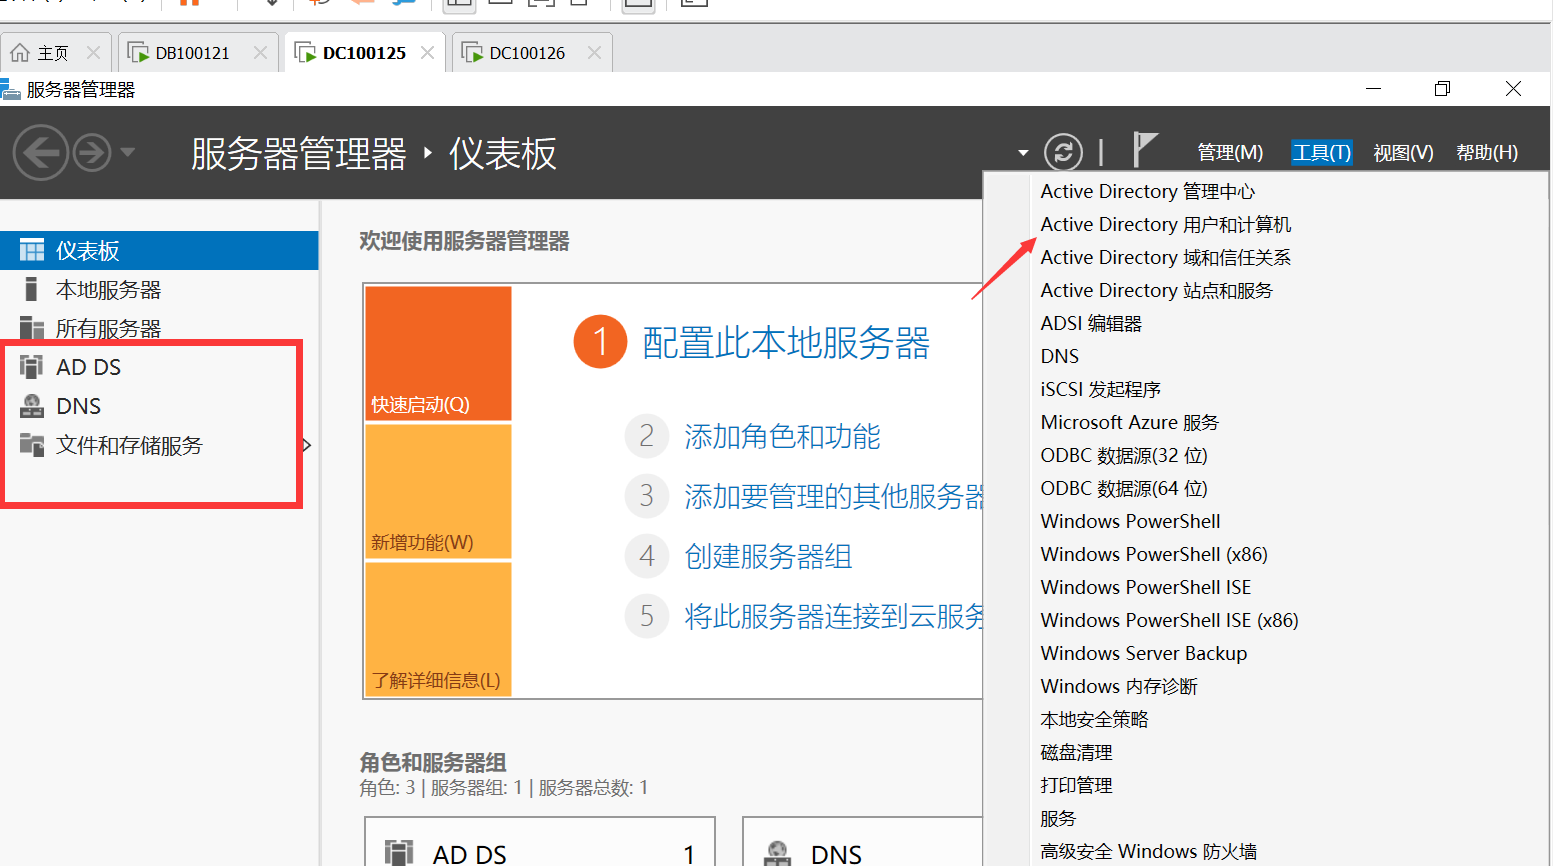 主页
DB100121
DC100125
DC100126
服务器管理器
服务器管理器 ‣ 仪表板
管理(M)
工具(T)
视图(V)
帮助(H)
仪表板
本地服务器
所有服务器
AD DS
DNS
文件和存储服务
欢迎使用服务器管理器
快速启动(Q)
新增功能(W)
了解详细信息(L)
1 配置此本地服务器
2 添加角色和功能
3 添加要管理的其他服务器
4 创建服务器组
5 将此服务器连接到云服务
角色和服务器组
角色: 3 | 服务器组: 1 | 服务器总数: 1
AD DS 1
DNS
Active Directory 管理中心
Active Directory 用户和计算机
Active Directory 域和信任关系
Active Directory 站点和服务
ADSI 编辑器
DNS
iSCSI 发起程序
Microsoft Azure 服务
ODBC 数据源(32 位)
ODBC 数据源(64 位)
Windows PowerShell
Windows PowerShell (x86)
Windows PowerShell ISE
Windows PowerShell ISE (x86)
Windows Server Backup
Windows 内存诊断
本地安全策略
磁盘清理
打印管理
服务
高级安全 Windows 防火墙